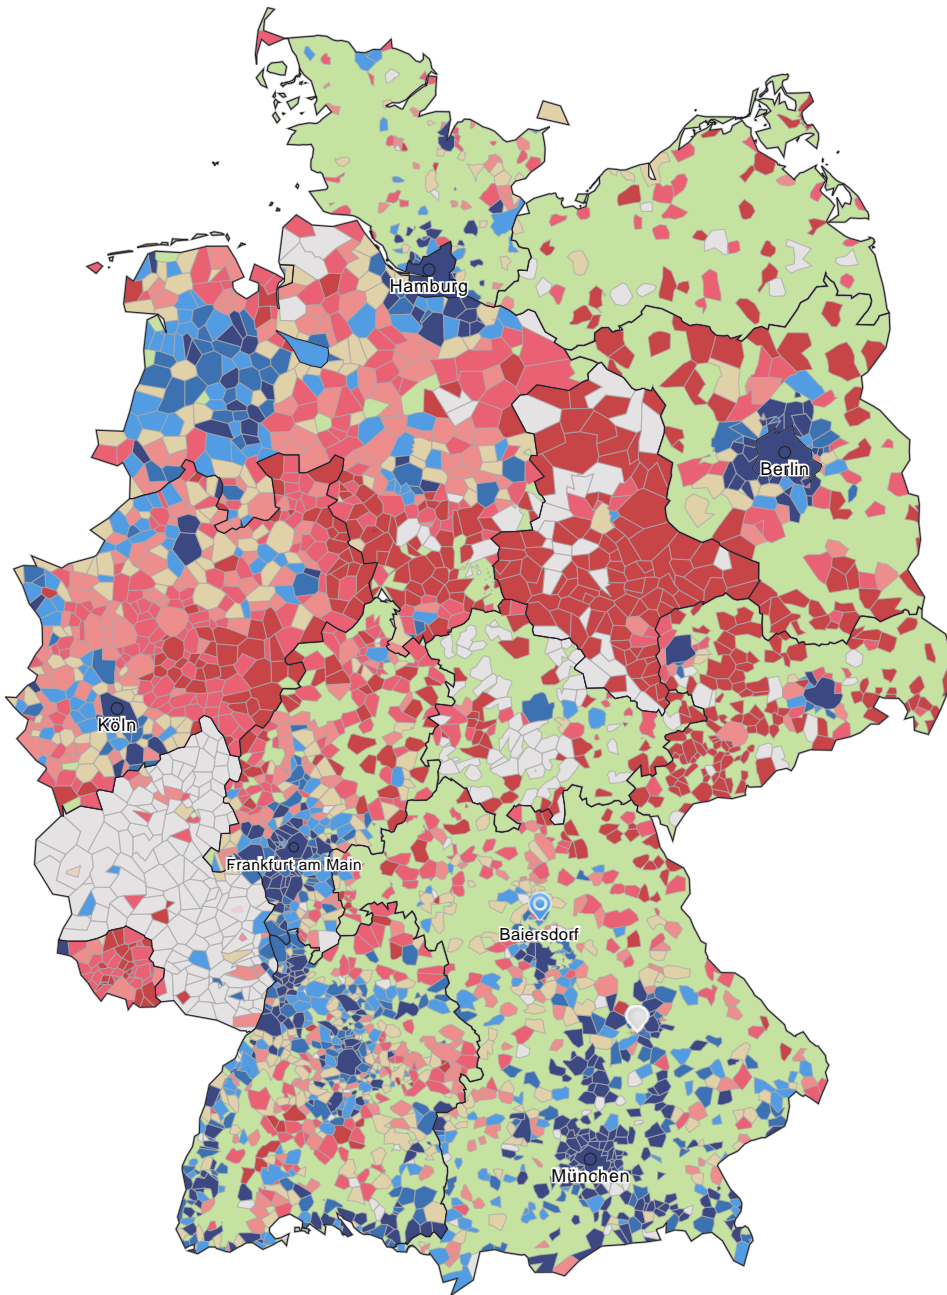 Hamburg
Berlin
Köln
Frankfurt am Main
Baiersdorf
München